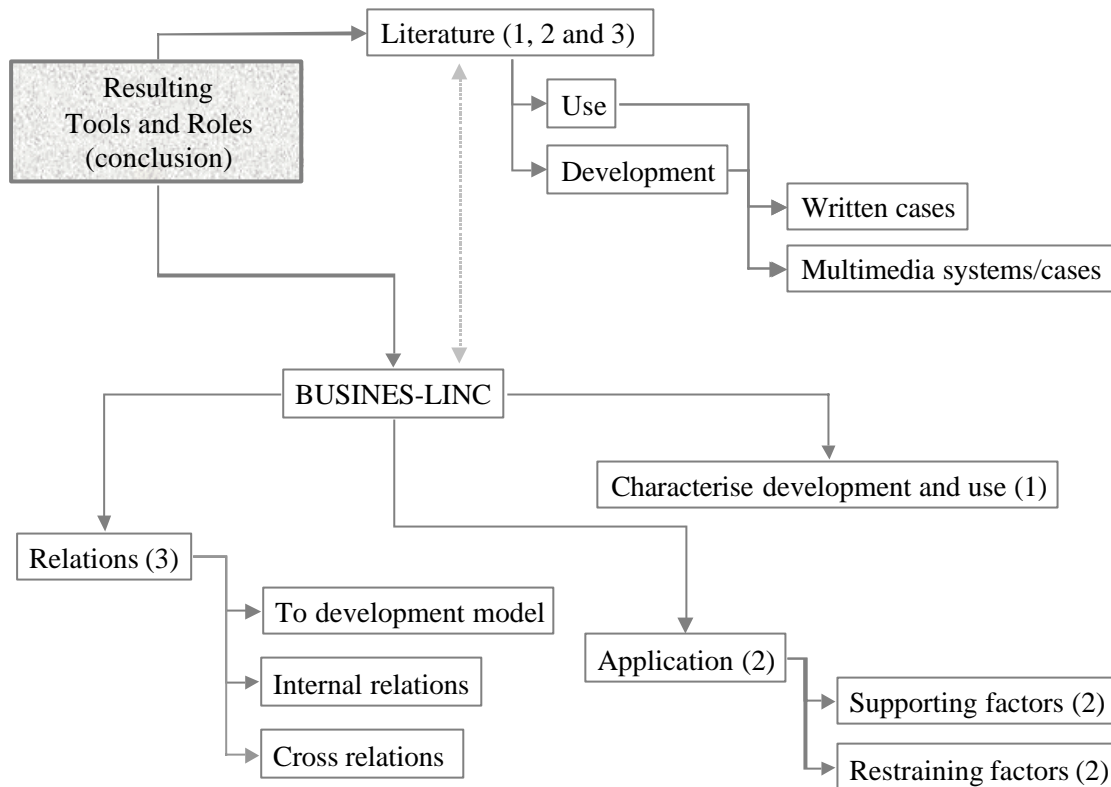 Literature (1, 2 and 3)
Resulting
Tools and Roles
(conclusion)
Use
Development
Written cases
Multimedia systems/cases
BUSINES-LINC
Characterise development and use (1)
Relations (3)
To development model
Application (2)
Internal relations
Supporting factors (2)
Cross relations
Restraining factors (2)